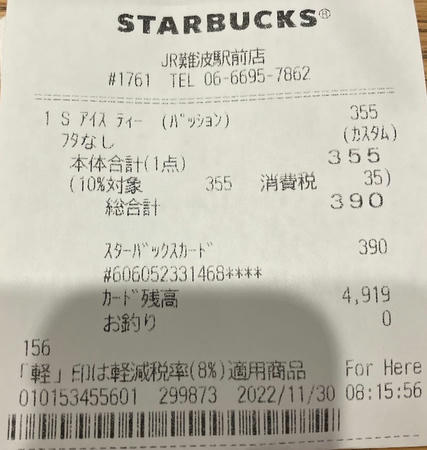 STARBUCKS®
JR難波駅前店
#1761 TEL 06-6695-7862
1 S アイス ティー (パッション) 355
フタなし (カスタム)
本体合計(1点) 355
(10%対象 355 消費税 35)
総合計 390
スターバックスカード 390
#606052331468****
カード残高 4,919
お釣り 0
156
「軽」印は軽減税率(8%)適用商品 For Here
010153455601 299873 2022/11/30 08:15:56